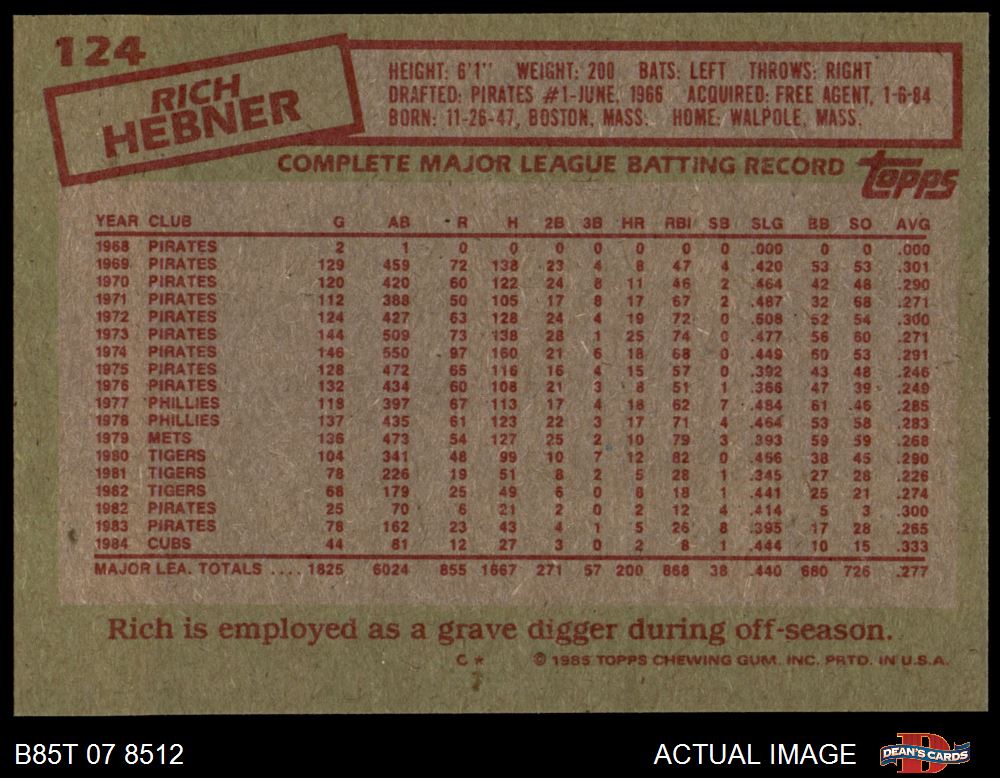 124
RICH
HEBNER
HEIGHT: 6'1" WEIGHT: 200 BATS: LEFT THROWS: RIGHT
DRAFTED: PIRATES #1-JUNE, 1966 ACQUIRED: FREE AGENT, 1-6-84
BORN: 11-26-47, BOSTON, MASS. HOME: WALPOLE, MASS.
COMPLETE MAJOR LEAGUE BATTING RECORD topps
YEAR CLUB G AB R H 2B 3B HR RBI SB SLG BB SO AVG
1968 PIRATES 2 1 0 0 0 0 0 0 0 .000 0 0 .000
1969 PIRATES 129 459 72 138 23 4 8 47 4 .420 53 53 .301
1970 PIRATES 120 420 60 122 24 8 11 46 2 .464 42 48 .290
1971 PIRATES 112 388 50 105 17 8 17 67 2 .487 32 68 .271
1972 PIRATES 124 427 63 128 24 4 19 72 0 .508 52 54 .300
1973 PIRATES 144 509 73 138 28 1 25 74 0 .477 56 60 .271
1974 PIRATES 146 550 97 160 21 6 18 68 0 .449 60 53 .291
1975 PIRATES 128 472 65 116 16 4 15 57 0 .392 43 48 .246
1976 PIRATES 132 434 60 108 21 3 8 51 1 .366 47 39 .249
1977 PHILLIES 118 397 67 113 17 4 18 62 7 .484 61 46 .285
1978 PHILLIES 137 435 61 123 22 3 17 71 4 .464 53 58 .283
1979 METS 136 473 54 127 25 2 10 79 3 .393 59 59 .268
1980 TIGERS 104 341 48 99 10 7 12 82 0 .456 38 45 .290
1981 TIGERS 78 226 19 51 8 2 5 28 1 .345 27 28 .226
1982 TIGERS 68 179 25 49 6 0 8 18 1 .441 25 21 .274
1982 PIRATES 25 70 6 21 2 0 2 12 4 .414 5 3 .300
1983 PIRATES 78 162 23 43 4 1 5 26 8 .395 17 28 .265
1984 CUBS 44 81 12 27 3 0 2 8 1 .444 10 15 .333
MAJOR LEA. TOTALS .... 1825 6024 855 1667 271 57 200 868 38 .440 680 726 .277
Rich is employed as a grave digger during off-season.
C* © 1985 TOPPS CHEWING GUM. INC. PRTD. IN U.S.A.
B85T 07 8512 ACTUAL IMAGE DEAN'S CARDS